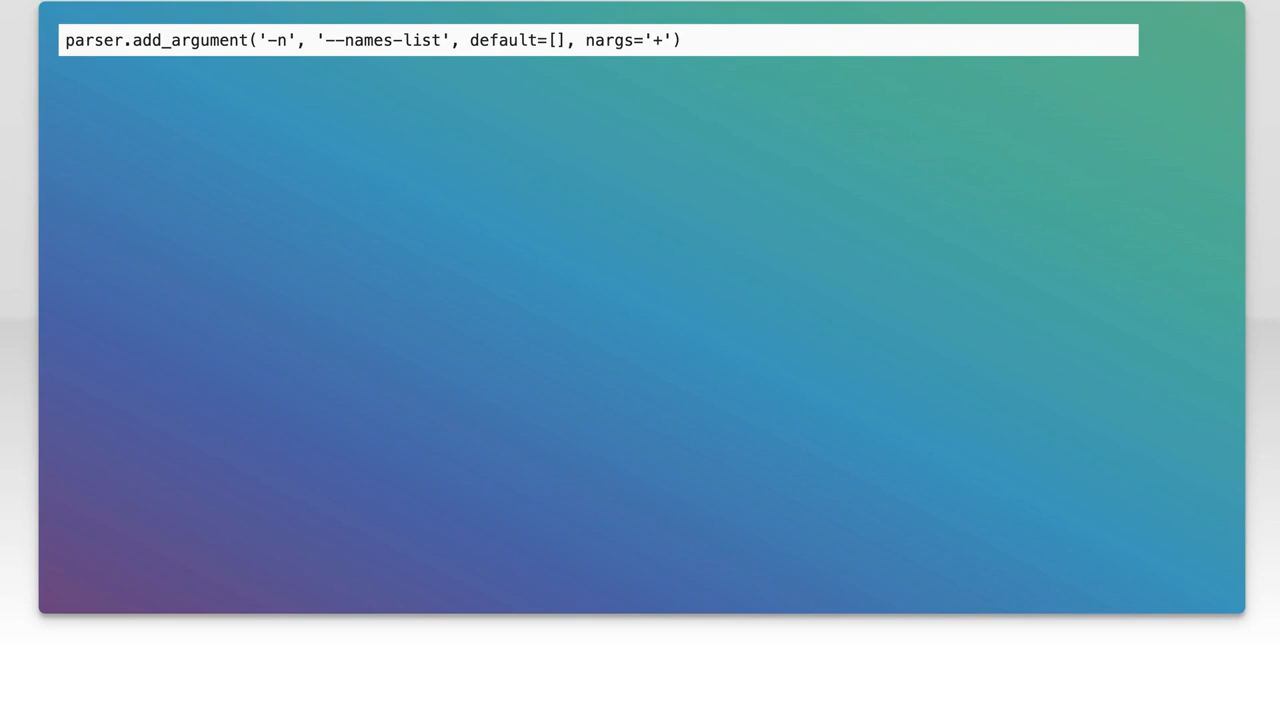 parser.add_argument('-n', '--names-list', default=[], nargs='+')